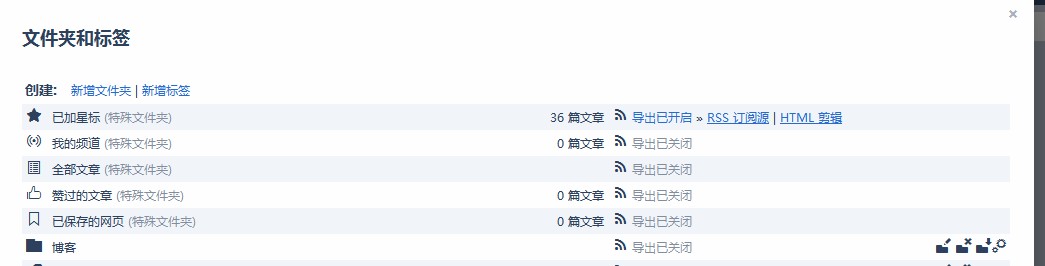 ×
文件夹和标签
创建: 新增文件夹 | 新增标签
已加星标 (特殊文件夹) 36 篇文章 导出已开启 » RSS 订阅源 | HTML 剪辑
我的频道 (特殊文件夹) 0 篇文章 导出已关闭
全部文章 (特殊文件夹) 导出已关闭
赞过的文章 (特殊文件夹) 0 篇文章 导出已关闭
已保存的网页 (特殊文件夹) 0 篇文章 导出已关闭
博客 导出已关闭